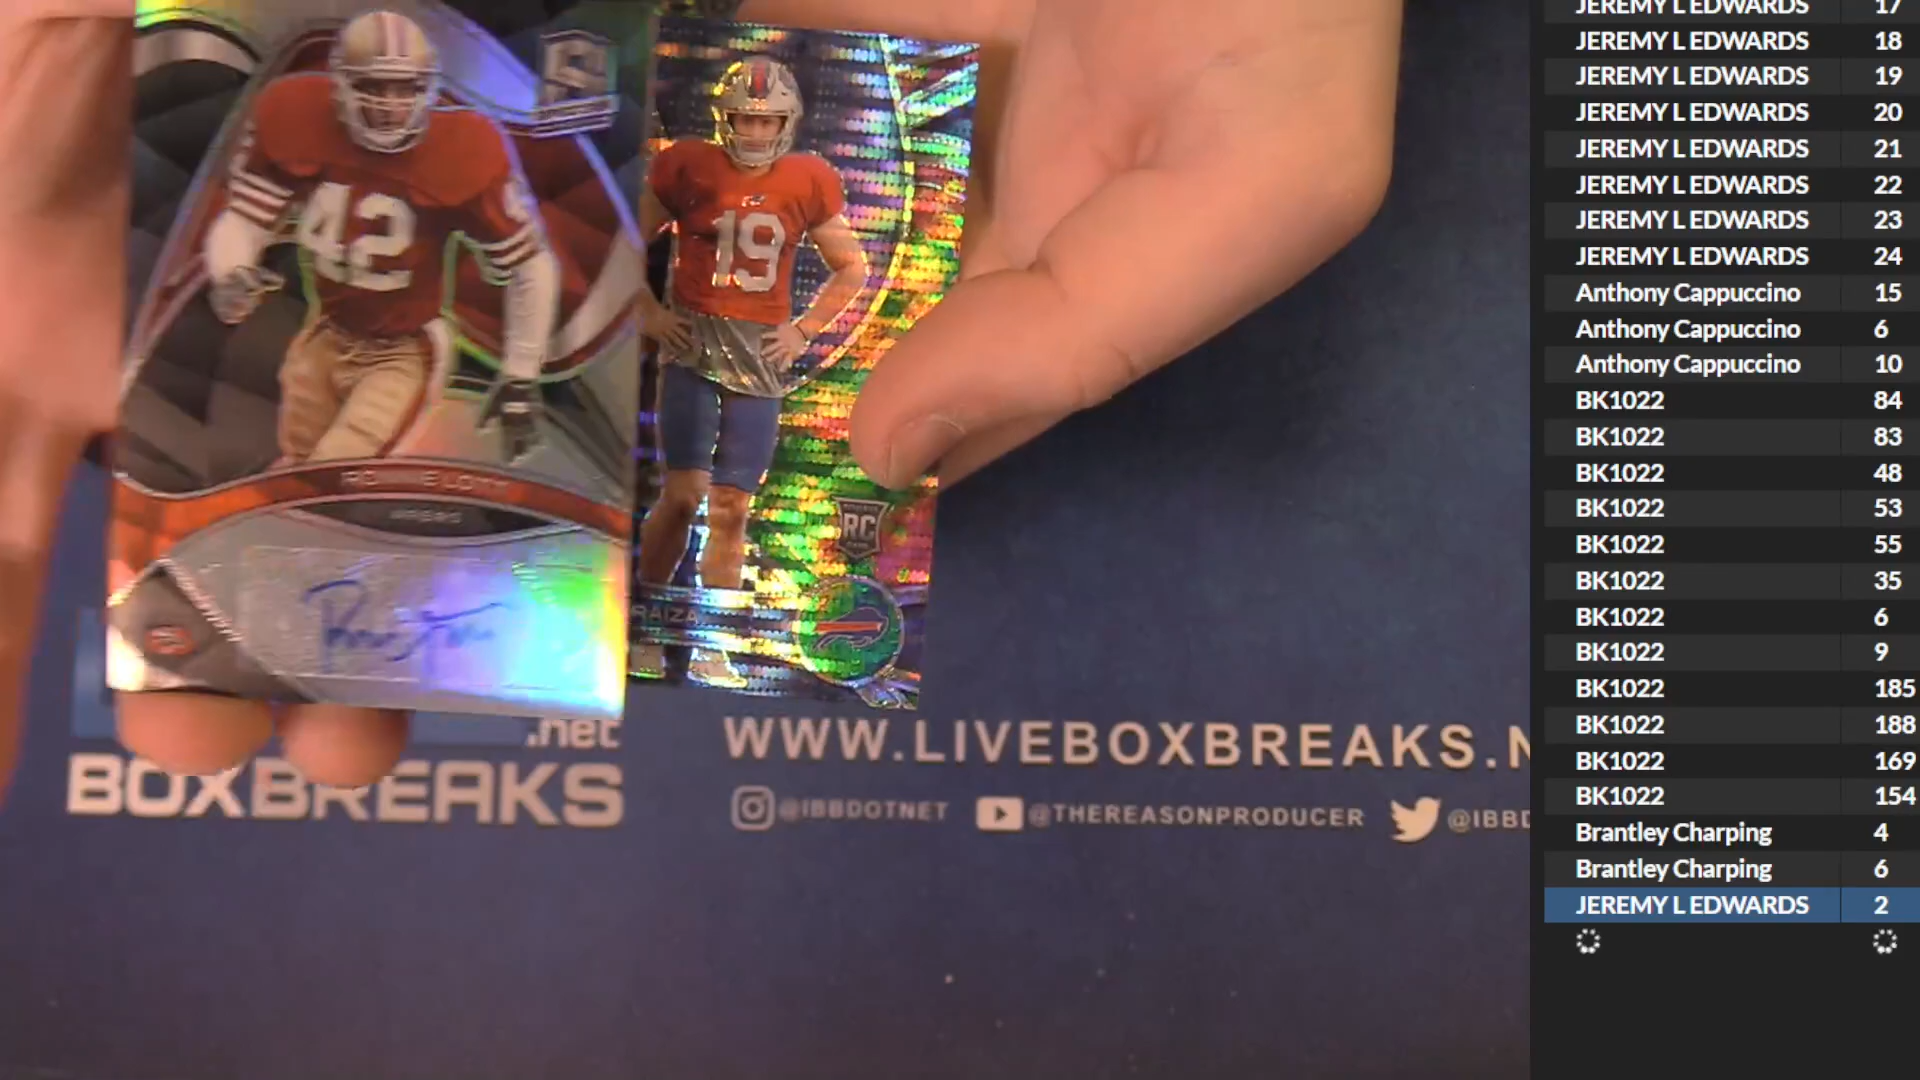 42
RONNIE LOTT
49ERS
19
RC
RAIZA
.net
BOXBREAKS
WWW.LIVEBOXBREAKS.N
@IBBDOTNET
@THEREASONPRODUCER
@IBBD
JEREMY L EDWARDS 17
JEREMY L EDWARDS 18
JEREMY L EDWARDS 19
JEREMY L EDWARDS 20
JEREMY L EDWARDS 21
JEREMY L EDWARDS 22
JEREMY L EDWARDS 23
JEREMY L EDWARDS 24
Anthony Cappuccino 15
Anthony Cappuccino 6
Anthony Cappuccino 10
BK1022 84
BK1022 83
BK1022 48
BK1022 53
BK1022 55
BK1022 35
BK1022 6
BK1022 9
BK1022 185
BK1022 188
BK1022 169
BK1022 154
Brantley Charping 4
Brantley Charping 6
JEREMY L EDWARDS 2